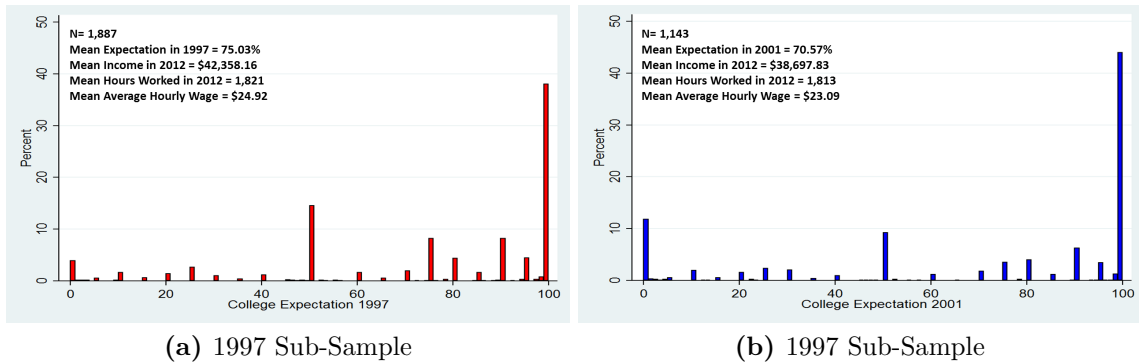 50
40
30
20
10
0
Percent
N= 1,887
Mean Expectation in 1997 = 75.03%
Mean Income in 2012 = $42,358.16
Mean Hours Worked in 2012 = 1,821
Mean Average Hourly Wage = $24.92
0 20 40 60 80 100
College Expectation 1997
(a) 1997 Sub-Sample
50
40
30
20
10
0
Percent
N= 1,143
Mean Expectation in 2001 = 70.57%
Mean Income in 2012 = $38,697.83
Mean Hours Worked in 2012 = 1,813
Mean Average Hourly Wage = $23.09
0 20 40 60 80 100
College Expectation 2001
(b) 1997 Sub-Sample